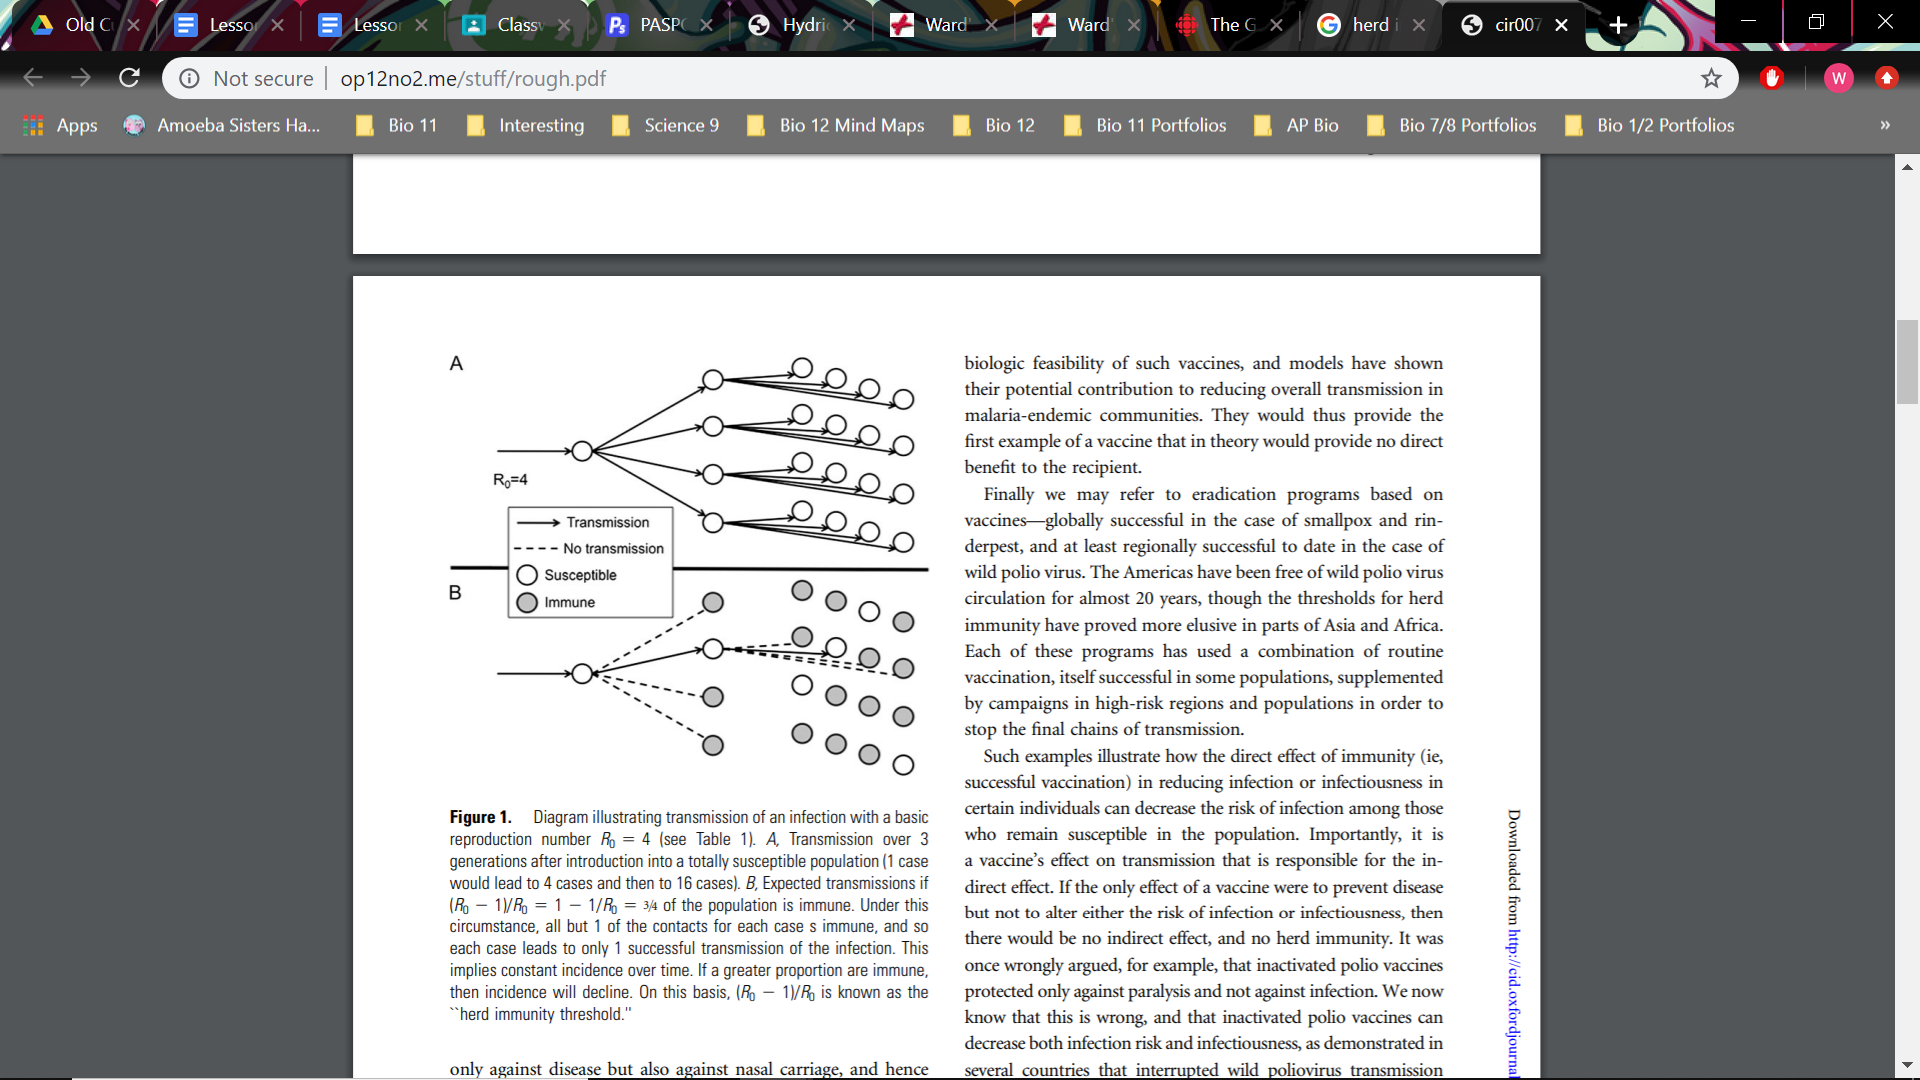 Old C
Lesso
Lesso
Class
Ps
PASP
Hydri
Ward
Ward
The G
herd i
cir007
Not secure
op12no2.me/stuff/rough.pdf
W
Apps
Amoeba Sisters Ha...
Bio 11
Interesting
Science 9
Bio 12 Mind Maps
Bio 12
Bio 11 Portfolios
AP Bio
Bio 7/8 Portfolios
Bio 1/2 Portfolios
»
A
R₀=4
Transmission
No transmission
Susceptible
Immune
B
Figure 1. Diagram illustrating transmission of an infection with a basic
reproduction number R₀ = 4 (see Table 1). A, Transmission over 3
generations after introduction into a totally susceptible population (1 case
would lead to 4 cases and then to 16 cases). B, Expected transmissions if
(R₀ − 1)/R₀ = 1 − 1/R₀ = 3/4 of the population is immune. Under this
circumstance, all but 1 of the contacts for each case s immune, and so
each case leads to only 1 successful transmission of the infection. This
implies constant incidence over time. If a greater proportion are immune,
then incidence will decline. On this basis, (R₀ − 1)/R₀ is known as the
``herd immunity threshold.''
only against disease but also against nasal carriage, and hence
biologic feasibility of such vaccines, and models have shown
their potential contribution to reducing overall transmission in
malaria-endemic communities. They would thus provide the
first example of a vaccine that in theory would provide no direct
benefit to the recipient.
Finally we may refer to eradication programs based on
vaccines—globally successful in the case of smallpox and rin-
derpest, and at least regionally successful to date in the case of
wild polio virus. The Americas have been free of wild polio virus
circulation for almost 20 years, though the thresholds for herd
immunity have proved more elusive in parts of Asia and Africa.
Each of these programs has used a combination of routine
vaccination, itself successful in some populations, supplemented
by campaigns in high-risk regions and populations in order to
stop the final chains of transmission.
Such examples illustrate how the direct effect of immunity (ie,
successful vaccination) in reducing infection or infectiousness in
certain individuals can decrease the risk of infection among those
who remain susceptible in the population. Importantly, it is
a vaccine's effect on transmission that is responsible for the in-
direct effect. If the only effect of a vaccine were to prevent disease
but not to alter either the risk of infection or infectiousness, then
there would be no indirect effect, and no herd immunity. It was
once wrongly argued, for example, that inactivated polio vaccines
protected only against paralysis and not against infection. We now
know that this is wrong, and that inactivated polio vaccines can
decrease both infection risk and infectiousness, as demonstrated in
several countries that interrupted wild poliovirus transmission
Downloaded from http://cid.oxfordjournal